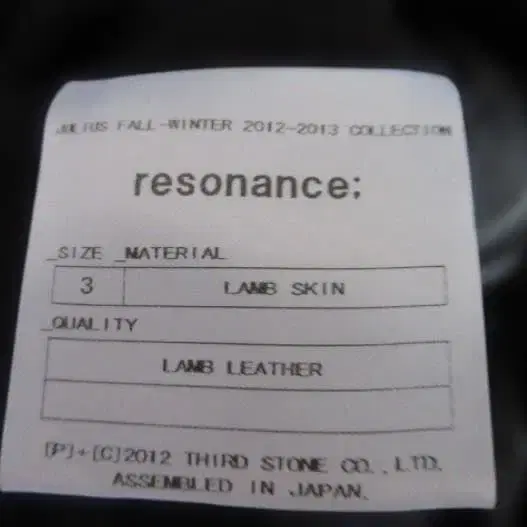 JULIUS FALL-WINTER 2012-2013 COLLECTION
resonance;
_SIZE _MATERIAL
3 LAMB SKIN
_QUALITY
LAMB LEATHER
[P]+[C]2012 THIRD STONE CO.,LTD.
ASSEMBLED IN JAPAN.